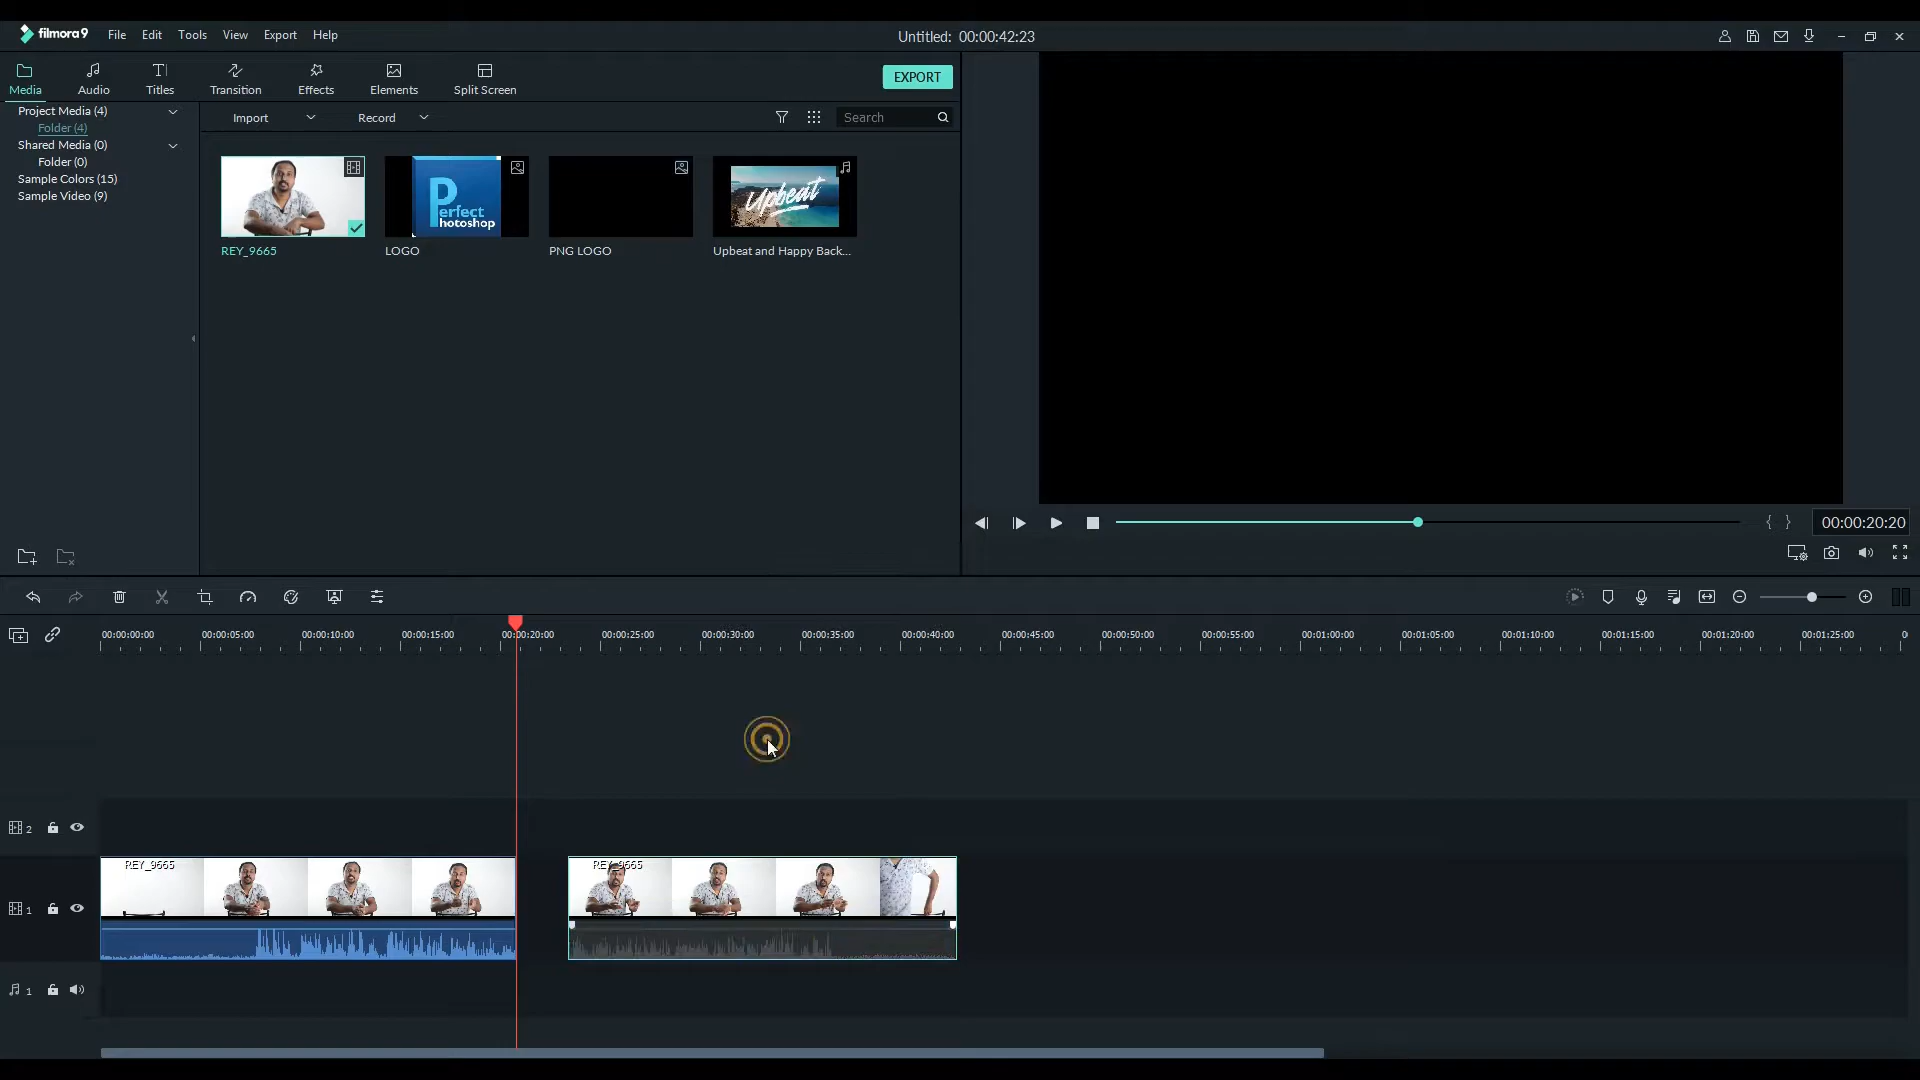 filmora9 File Edit Tools View Export Help
Untitled: 00:00:42:23
Media Audio Titles Transition Effects Elements Split Screen
EXPORT
Project Media (4)
Folder (4)
Shared Media (0)
Folder (0)
Sample Colors (15)
Sample Video (9)
Import Record Search
Perfect
Photoshop
Upbeat
REY_9665 LOGO PNG LOGO Upbeat and Happy Back...
{ } 00:00:20:20
00:00:00:00 00:00:05:00 00:00:10:00 00:00:15:00 00:00:20:00 00:00:25:00 00:00:30:00 00:00:35:00 00:00:40:00 00:00:45:00 00:00:50:00 00:00:55:00 00:01:00:00 00:01:05:00 00:01:10:00 00:01:15:00 00:01:20:00 00:01:25:00 0
2
REY_9665 REY_9665
1
1